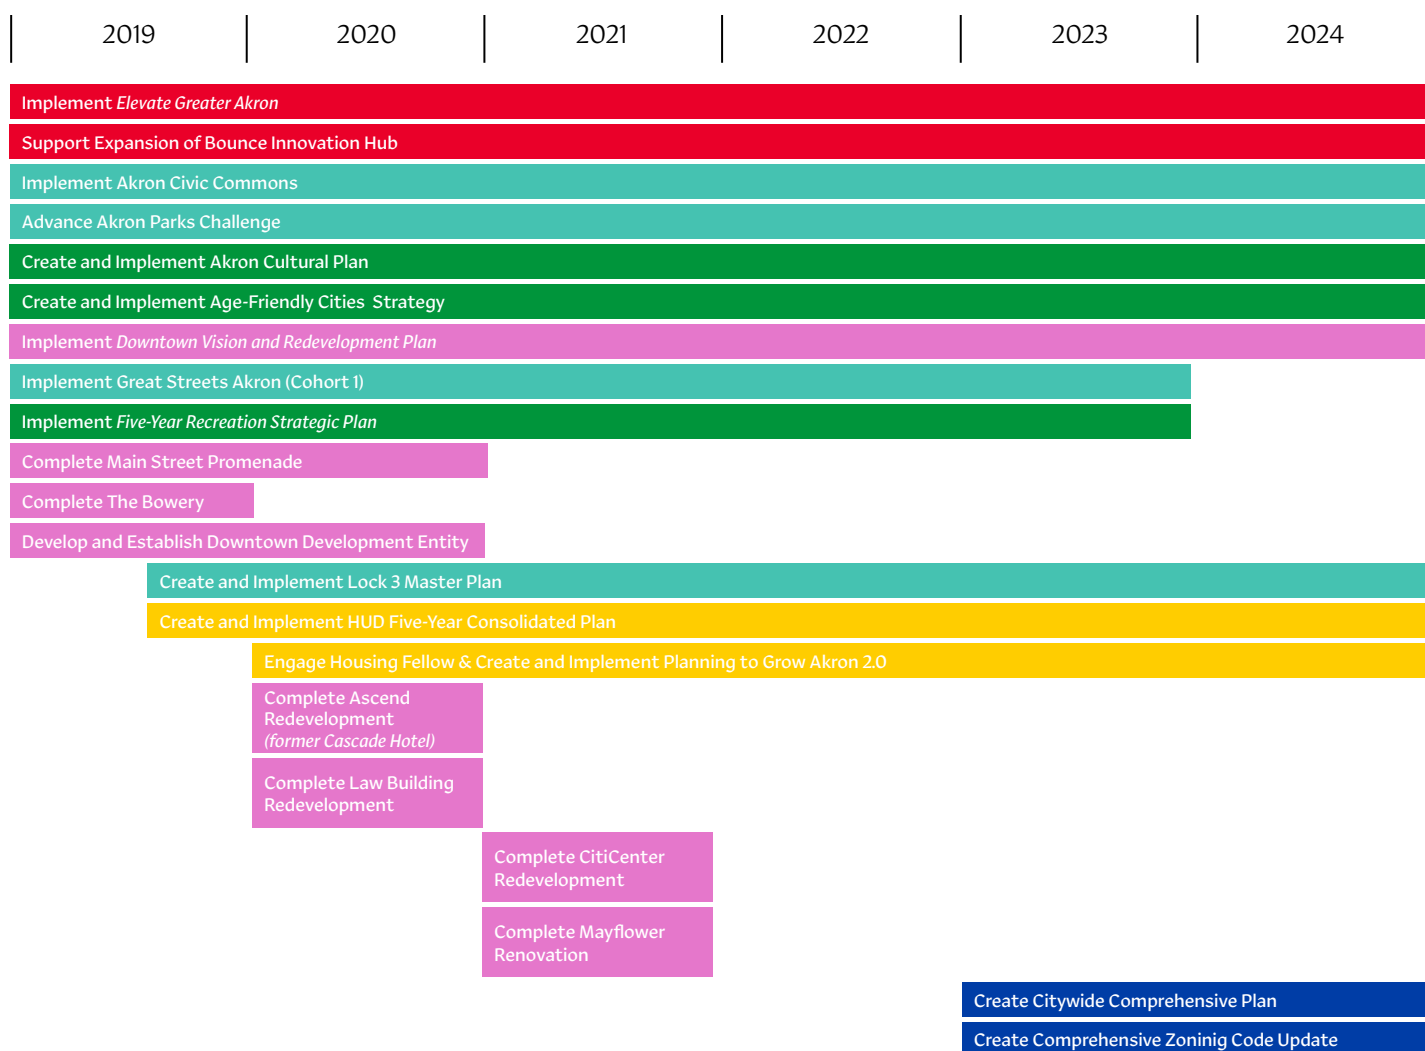 2019 2020 2021 2022 2023 2024
Implement Elevate Greater Akron
Support Expansion of Bounce Innovation Hub
Implement Akron Civic Commons
Advance Akron Parks Challenge
Create and Implement Akron Cultural Plan
Create and Implement Age-Friendly Cities  Strategy
Implement Downtown Vision and Redevelopment Plan
Implement Great Streets Akron (Cohort 1)
Implement Five-Year Recreation Strategic Plan
Complete Main Street Promenade
Complete The Bowery
Develop and Establish Downtown Development Entity
Create and Implement Lock 3 Master Plan
Create and Implement HUD Five-Year Consolidated Plan
Engage Housing Fellow & Create and Implement Planning to Grow Akron 2.0
Complete Ascend
Redevelopment
(former Cascade Hotel)
Complete Law Building
Redevelopment
Complete CitiCenter
Redevelopment
Complete Mayflower
Renovation
Create Citywide Comprehensive Plan
Create Comprehensive Zoninig Code Update